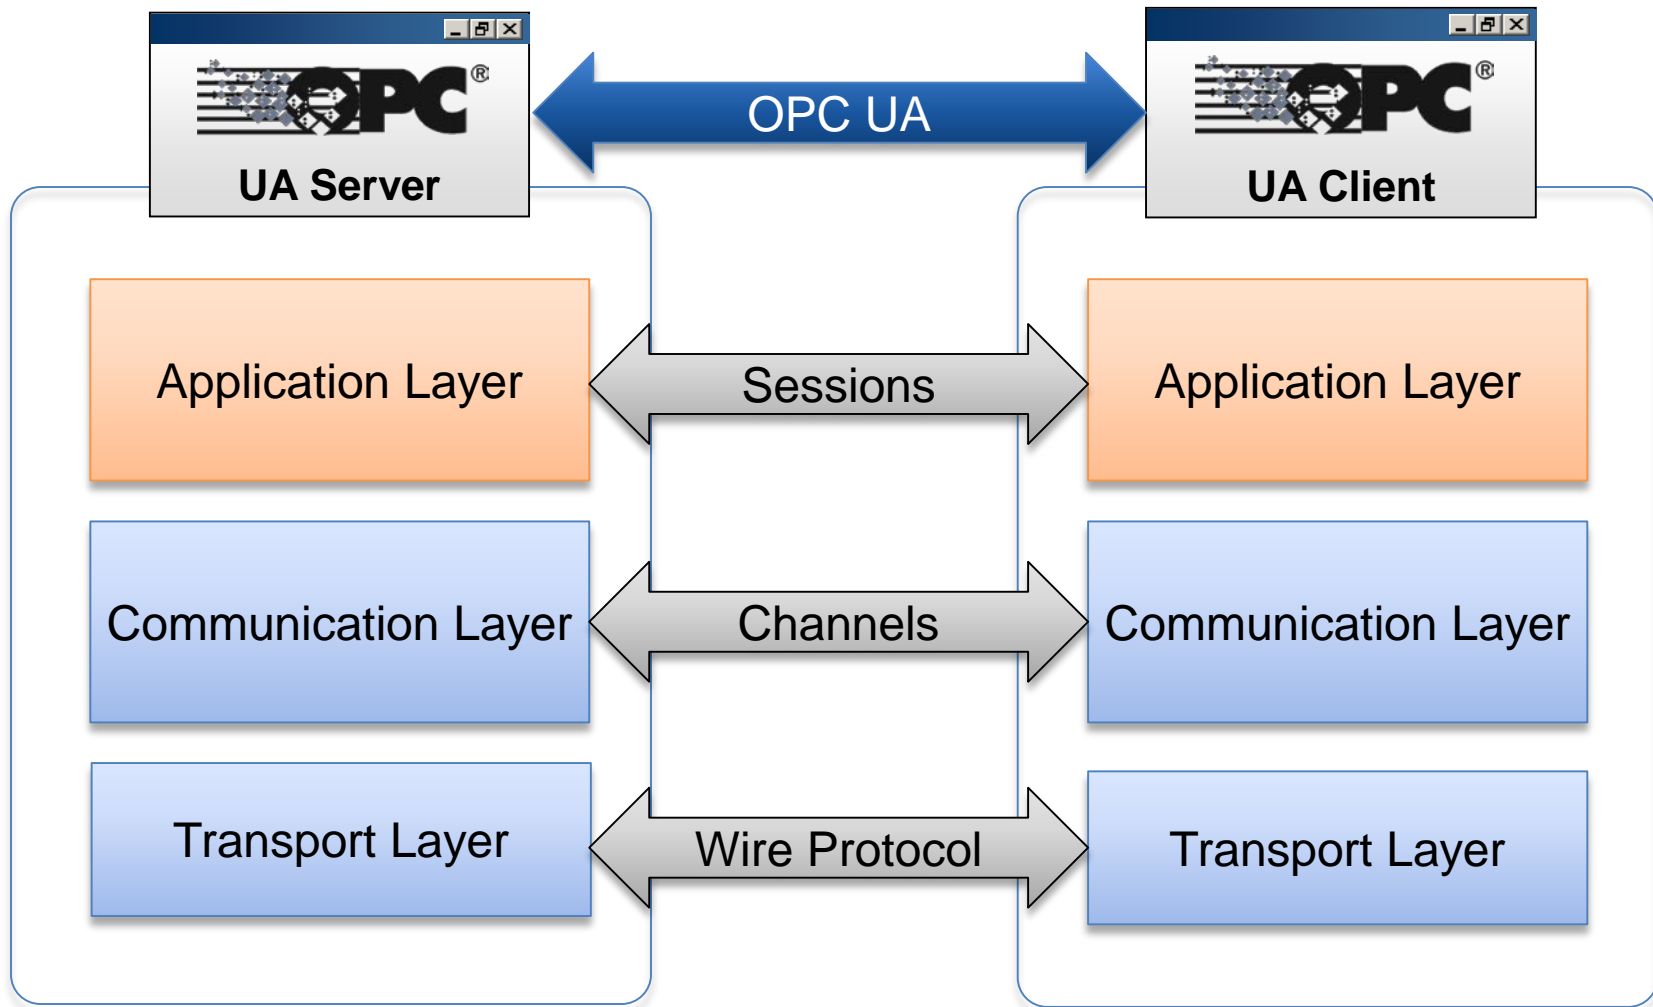 OPC®
UA Server
OPC UA
OPC®
UA Client
Application Layer
Sessions
Application Layer
Communication Layer
Channels
Communication Layer
Transport Layer
Wire Protocol
Transport Layer